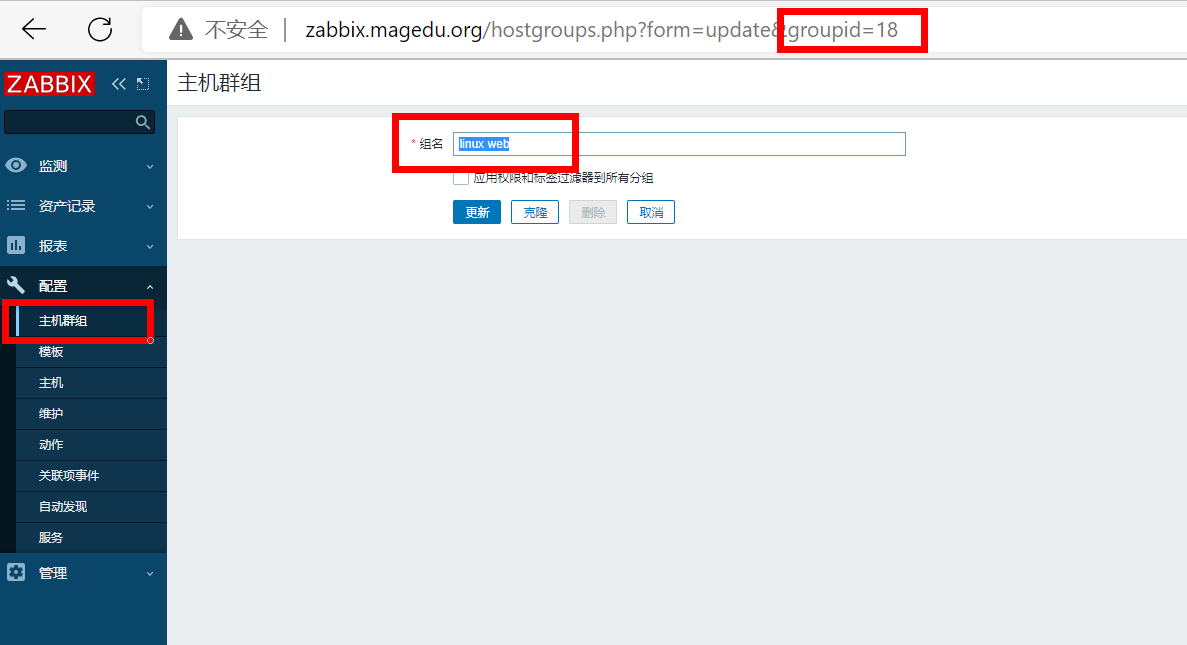 不安全 | zabbix.magedu.org/hostgroups.php?form=update&groupid=18
ZABBIX
监测
资产记录
报表
配置
主机群组
模板
主机
维护
动作
关联项事件
自动发现
服务
管理
主机群组
* 组名 linux web
应用权限和标签过滤器到所有分组
更新 克隆 删除 取消